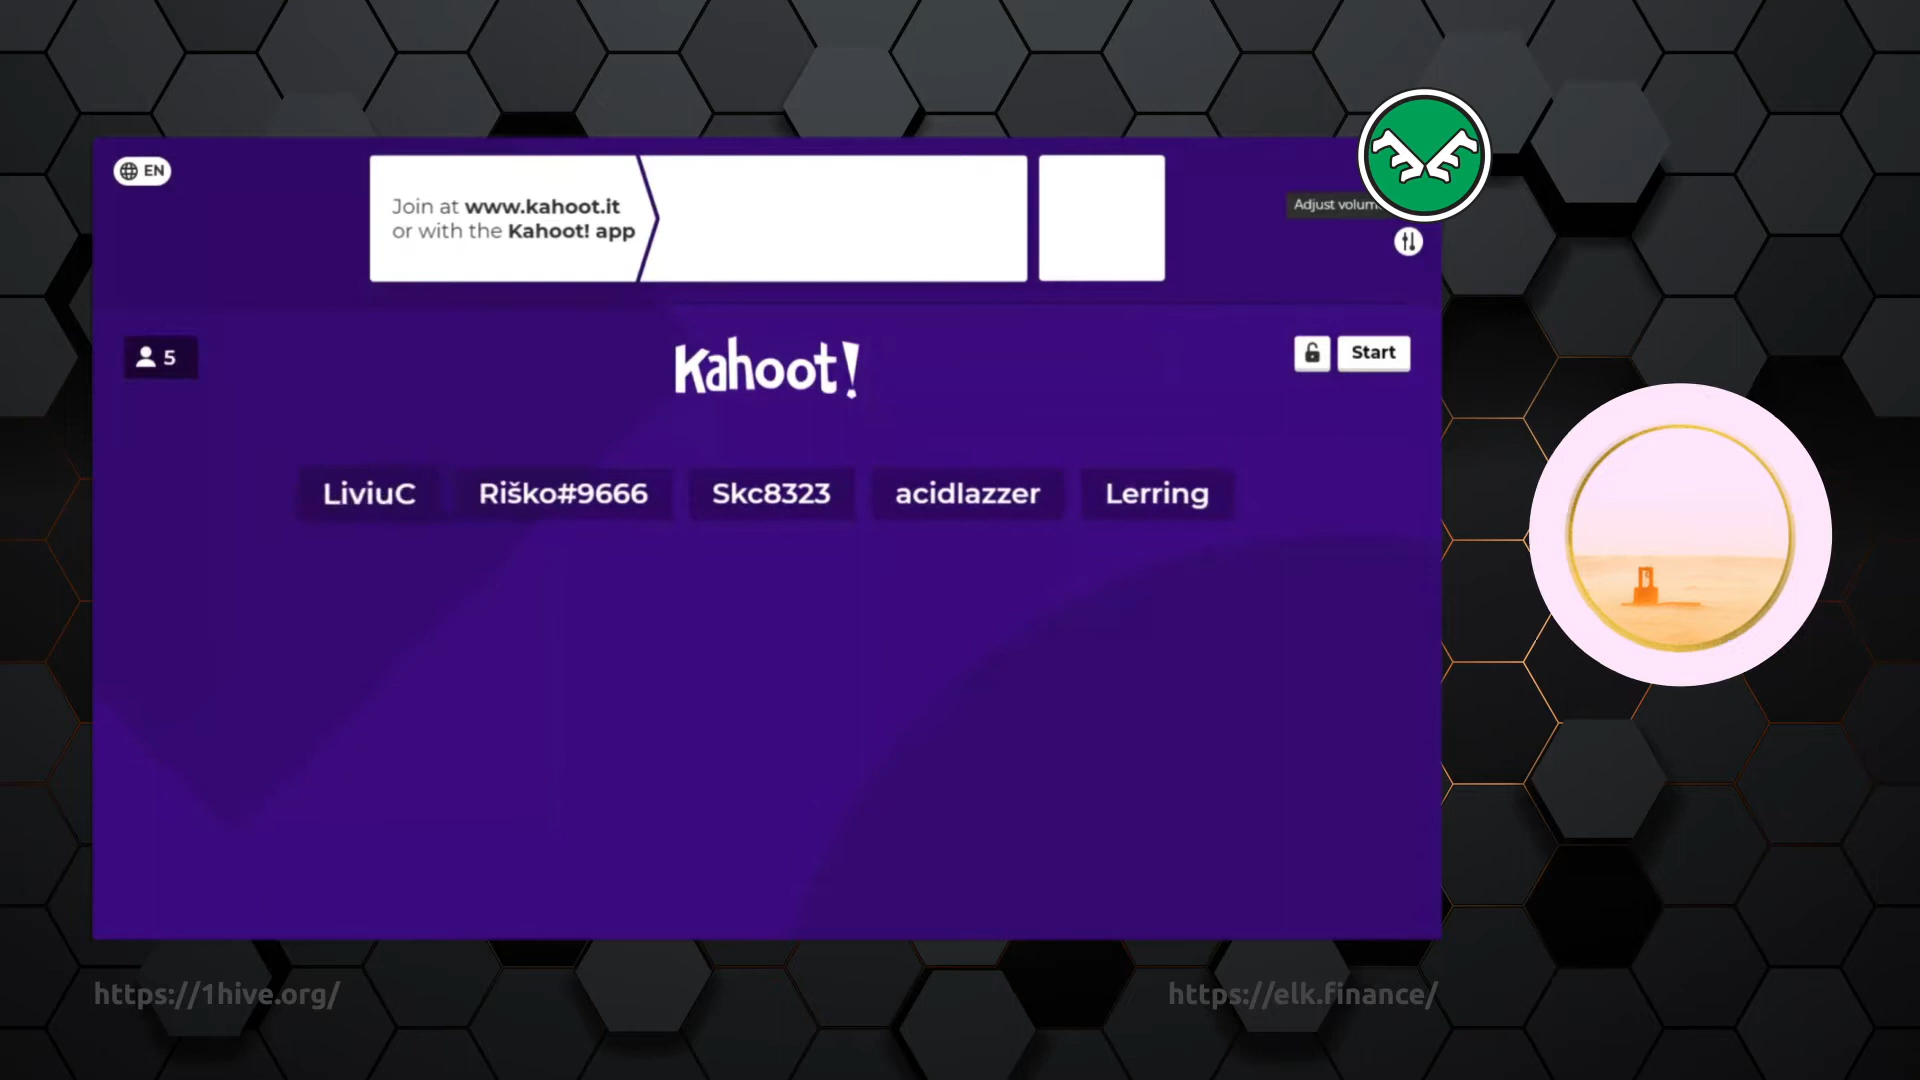 EN
Join at www.kahoot.it
or with the Kahoot! app
Adjust volum
5
Kahoot!
Start
LiviuC Riško#9666 Skc8323 acidlazzer Lerring
https://1hive.org/ https://elk.finance/